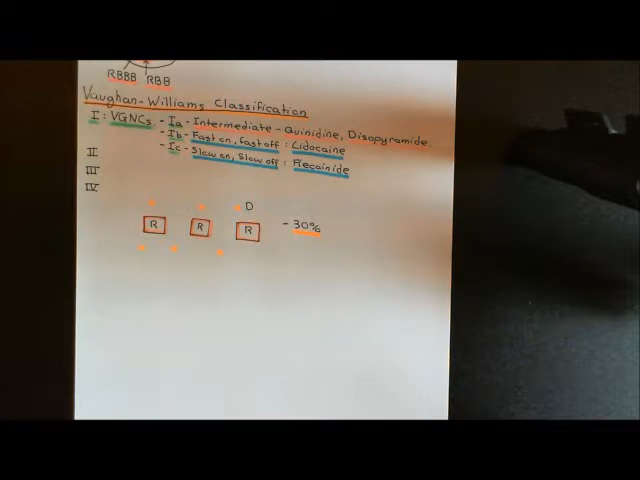 RBBB RBB
Vaughan-Williams Classification
I: VGNCs - Ia - Intermediate - Quinidine, Disopyramide.
- Ib - Fast on, fast off : Lidocaine
- Ic - Slow on, Slow off : Flecainide
II
III
IV
D
R R R - 30%